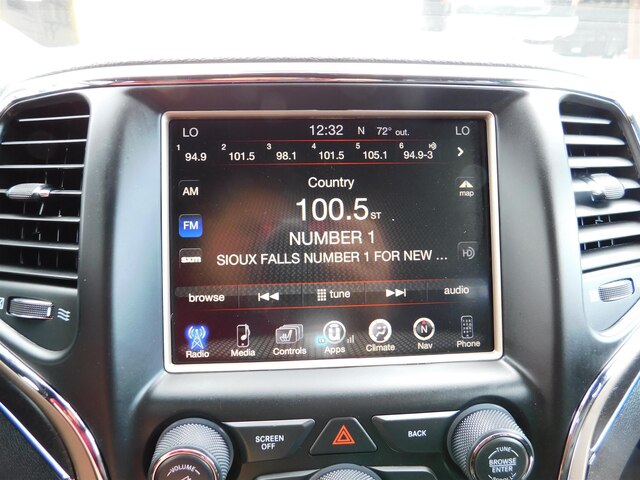 LO 12:32 N 72° out. LO
1 94.9 2 101.5 3 98.1 4 101.5 5 105.1 6 94.9-3 HD
AM
Country
map
FM
100.5 ST
NUMBER 1
sxm
SIOUX FALLS NUMBER 1 FOR NEW ...
HD
browse tune audio
Radio Media Controls Apps Climate Nav Phone
SCREEN OFF
BACK
VOLUME
TUNE
BROWSE
ENTER